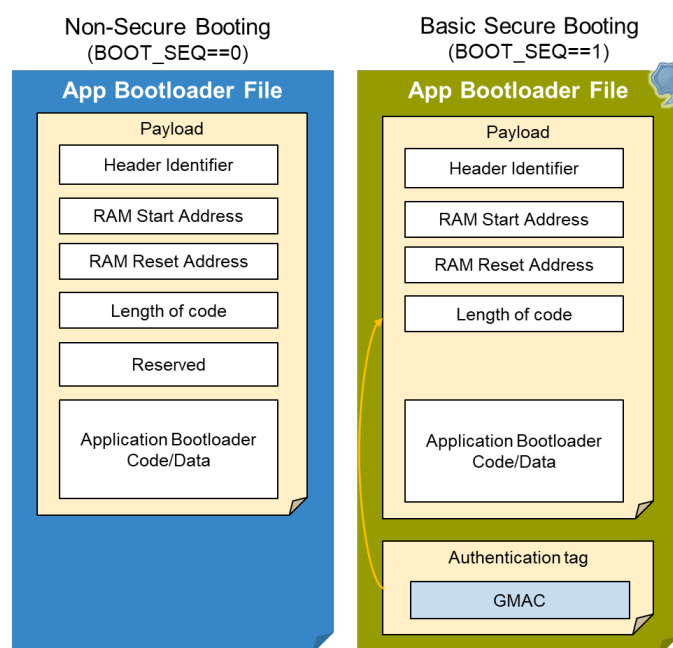 Non-Secure Booting
(BOOT_SEQ==0)
App Bootloader File
Payload
Header Identifier
RAM Start Address
RAM Reset Address
Length of code
Reserved
Application Bootloader
Code/Data
Basic Secure Booting
(BOOT_SEQ==1)
App Bootloader File
Payload
Header Identifier
RAM Start Address
RAM Reset Address
Length of code
Application Bootloader
Code/Data
Authentication tag
GMAC